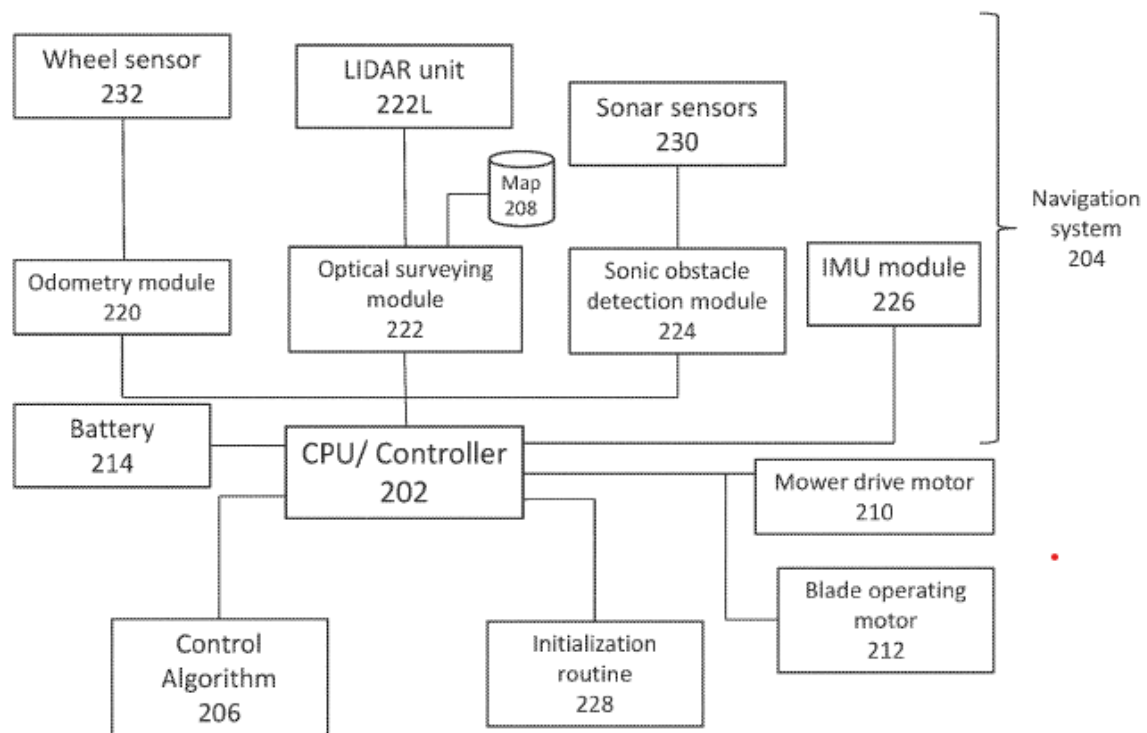 Wheel sensor
232
LIDAR unit
222L
Sonar sensors
230
Map
208
Navigation
system
204
Odometry module
220
Optical surveying
module
222
Sonic obstacle
detection module
224
IMU module
226
Battery
214
CPU/ Controller
202
Mower drive motor
210
Blade operating
motor
212
Control
Algorithm
206
Initialization
routine
228